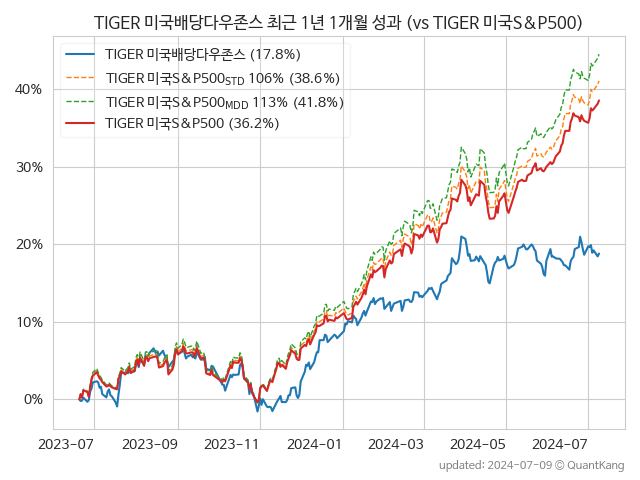 TIGER 미국배당다우존스 최근 1년 1개월 성과 (vs TIGER 미국S&P500)
TIGER 미국배당다우존스 (17.8%)
TIGER 미국S&P500STD 106% (38.6%)
TIGER 미국S&P500MDD 113% (41.8%)
TIGER 미국S&P500 (36.2%)
40%
30%
20%
10%
0%
2023-07 2023-09 2023-11 2024-01 2024-03 2024-05 2024-07
updated: 2024-07-09 © QuantKang